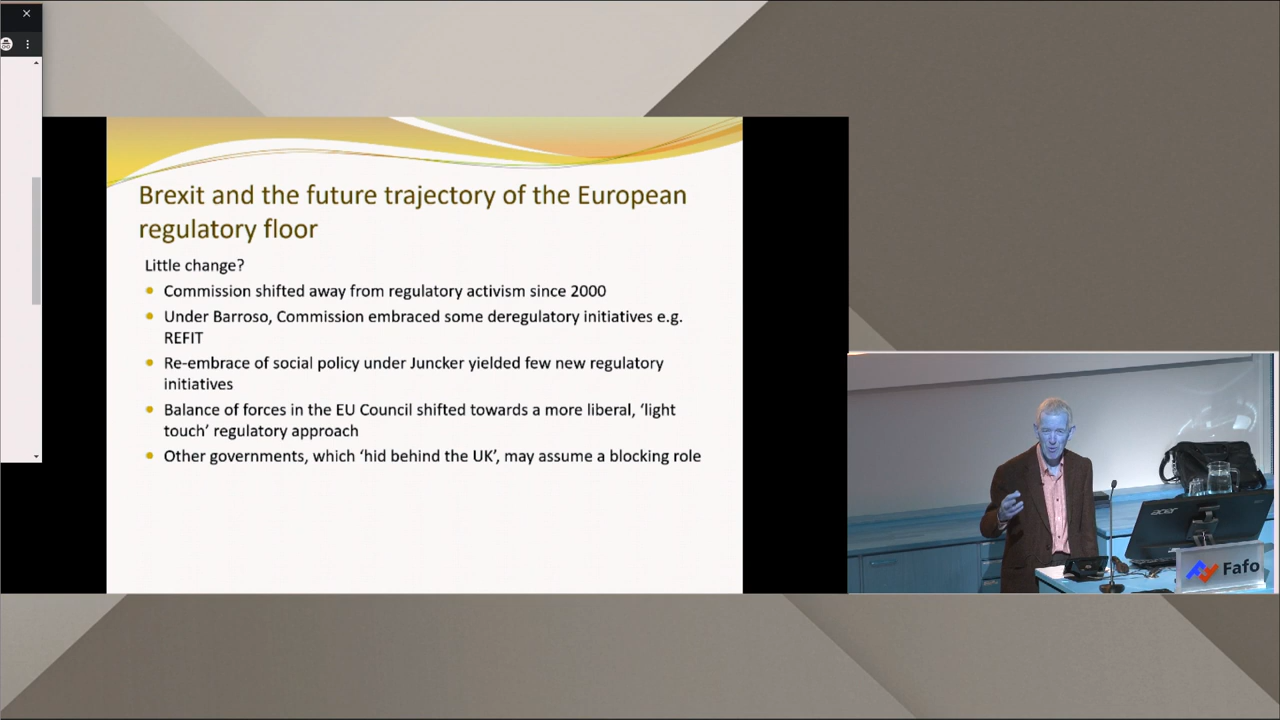 Brexit and the future trajectory of the European
regulatory floor
Little change?
Commission shifted away from regulatory activism since 2000
Under Barroso, Commission embraced some deregulatory initiatives e.g.
REFIT
Re-embrace of social policy under Juncker yielded few new regulatory
initiatives
Balance of forces in the EU Council shifted towards a more liberal, ‘light
touch’ regulatory approach
Other governments, which ‘hid behind the UK’, may assume a blocking role
acer
Fafo